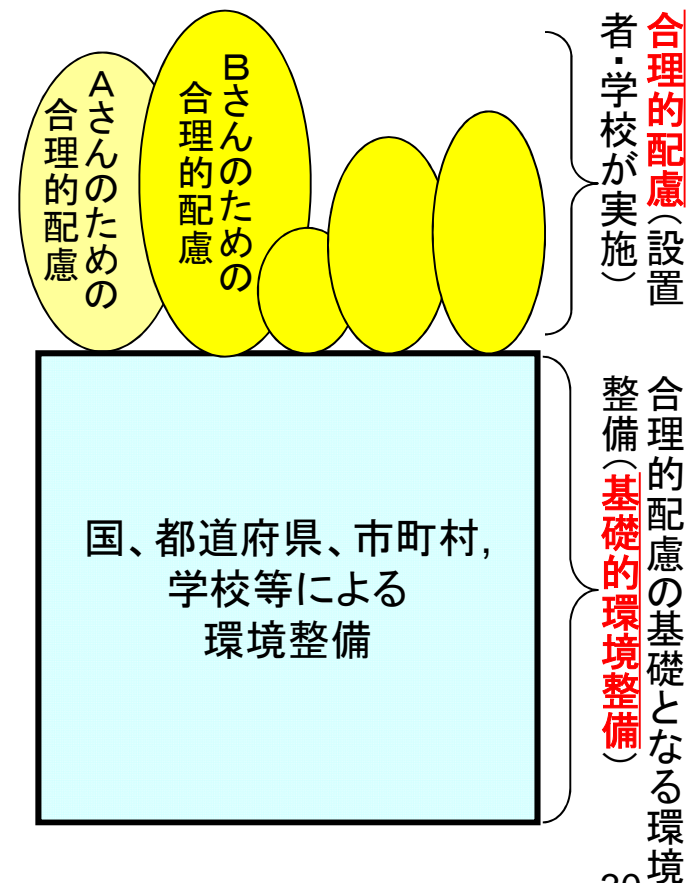 Aさんのための
合理的配慮
Bさんのための
合理的配慮
合理的配慮(設置
者・学校が実施)
国、都道府県、市町村,
学校等による
環境整備
合理的配慮の基礎となる環境
整備(基礎的環境整備)